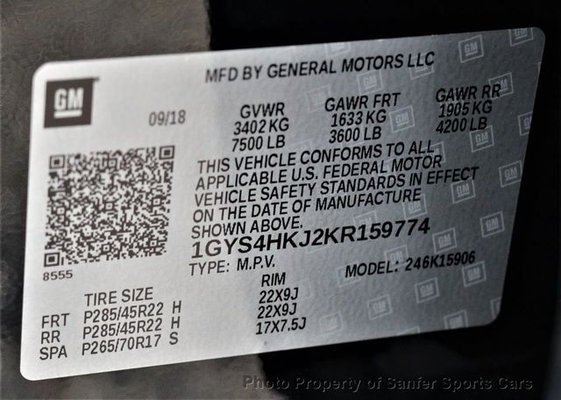 MFD BY GENERAL MOTORS LLC
GM
09/18
GVWR GAWR FRT GAWR RR
3402 KG 1633 KG 1905 KG
7500 LB 3600 LB 4200 LB
THIS VEHICLE CONFORMS TO ALL
APPLICABLE U.S. FEDERAL MOTOR
VEHICLE SAFETY STANDARDS IN EFFECT
ON THE DATE OF MANUFACTURE
SHOWN ABOVE.
1GYS4HKJ2KR159774
TYPE: M.P.V. MODEL: 246K15906
8555
TIRE SIZE RIM
FRT P285/45R22 H 22X9J
RR P285/45R22 H 22X9J
SPA P265/70R17 S 17X7.5J
Photo Property of Sanfer Sports Cars